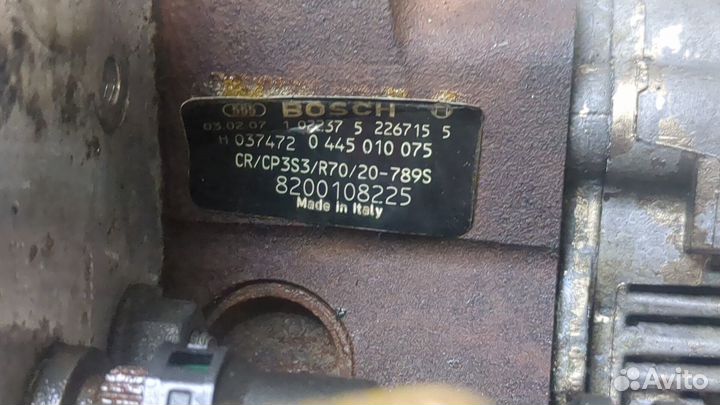 BOSCH
03.02.07 1 02237 5 226715 5
H 037472 0 445 010 075
CR/CP3S3/R70/20-789S
8200108225
Made in Italy
Avito